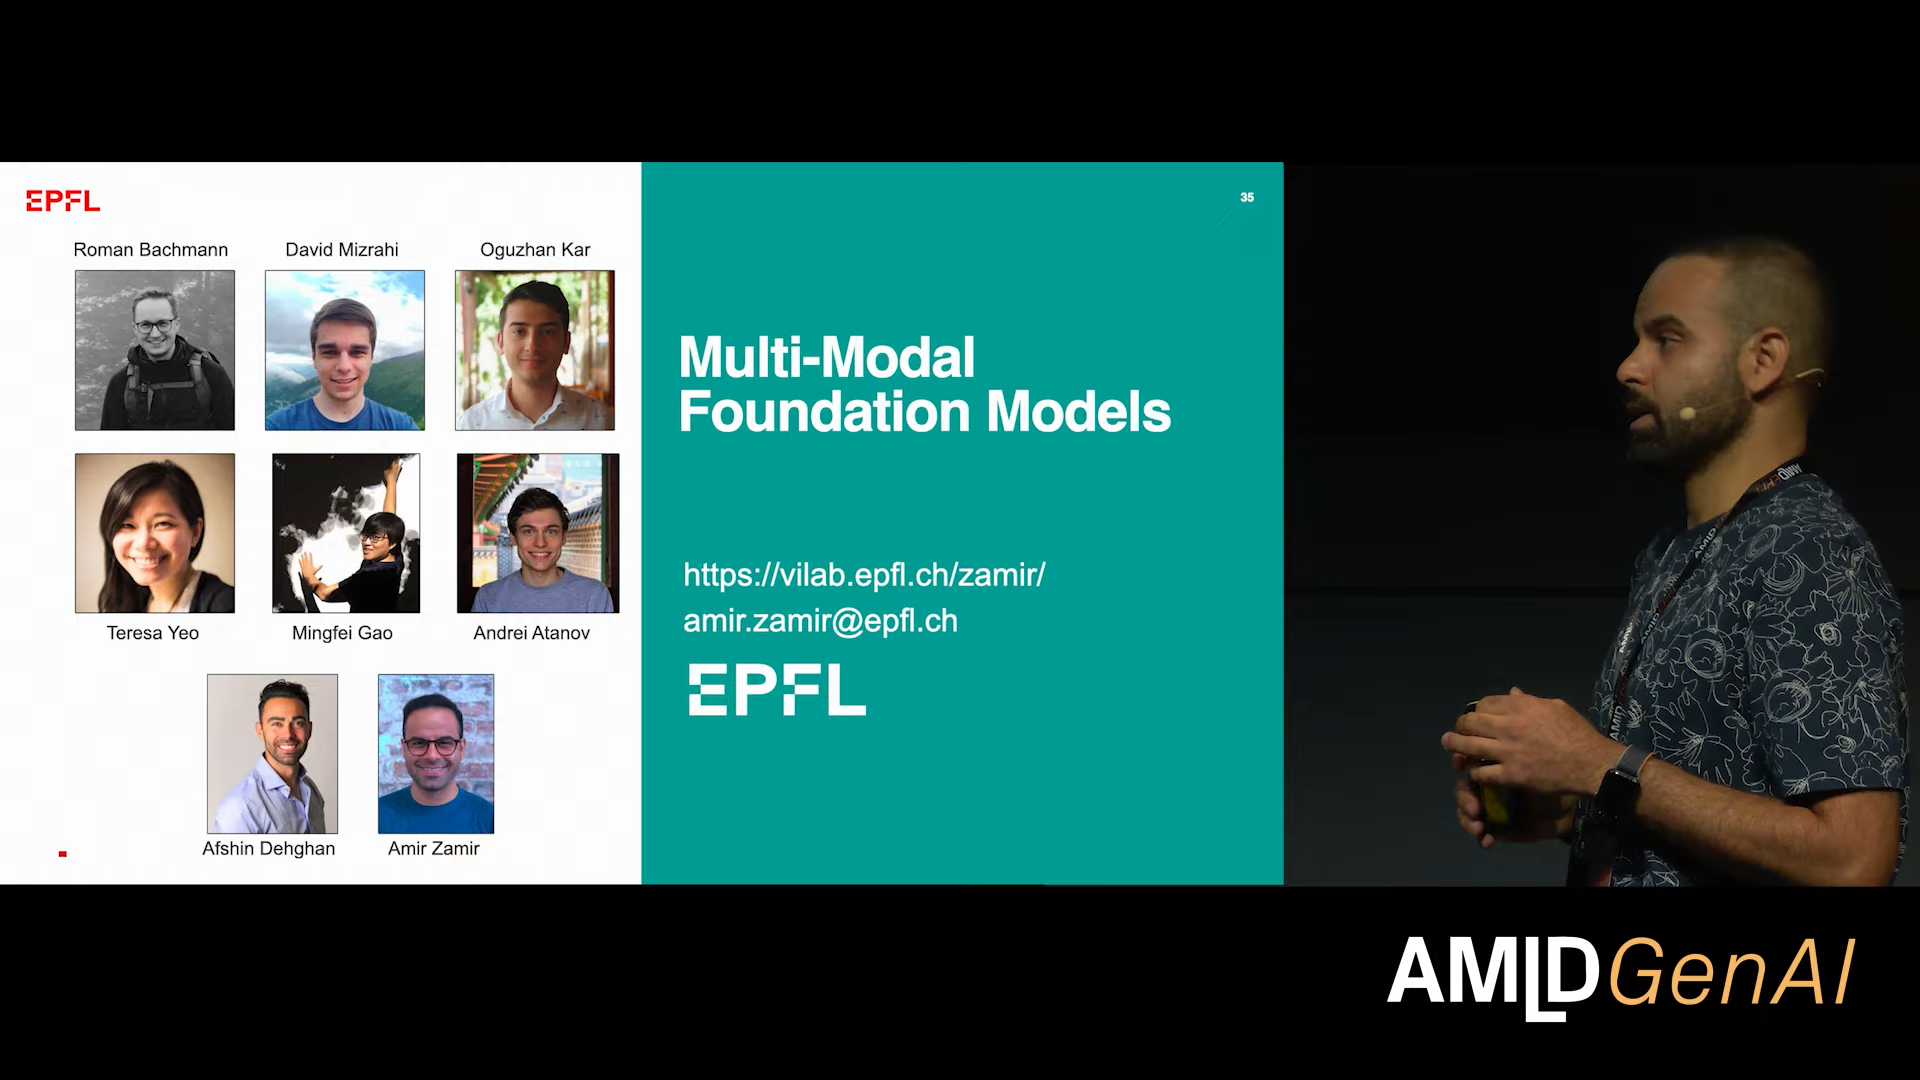 EPFL
Roman Bachmann
David Mizrahi
Oguzhan Kar
Teresa Yeo
Mingfei Gao
Andrei Atanov
Afshin Dehghan
Amir Zamir
35
Multi-Modal
Foundation Models
https://vilab.epfl.ch/zamir/
amir.zamir@epfl.ch
EPFL
AMLD GenAI